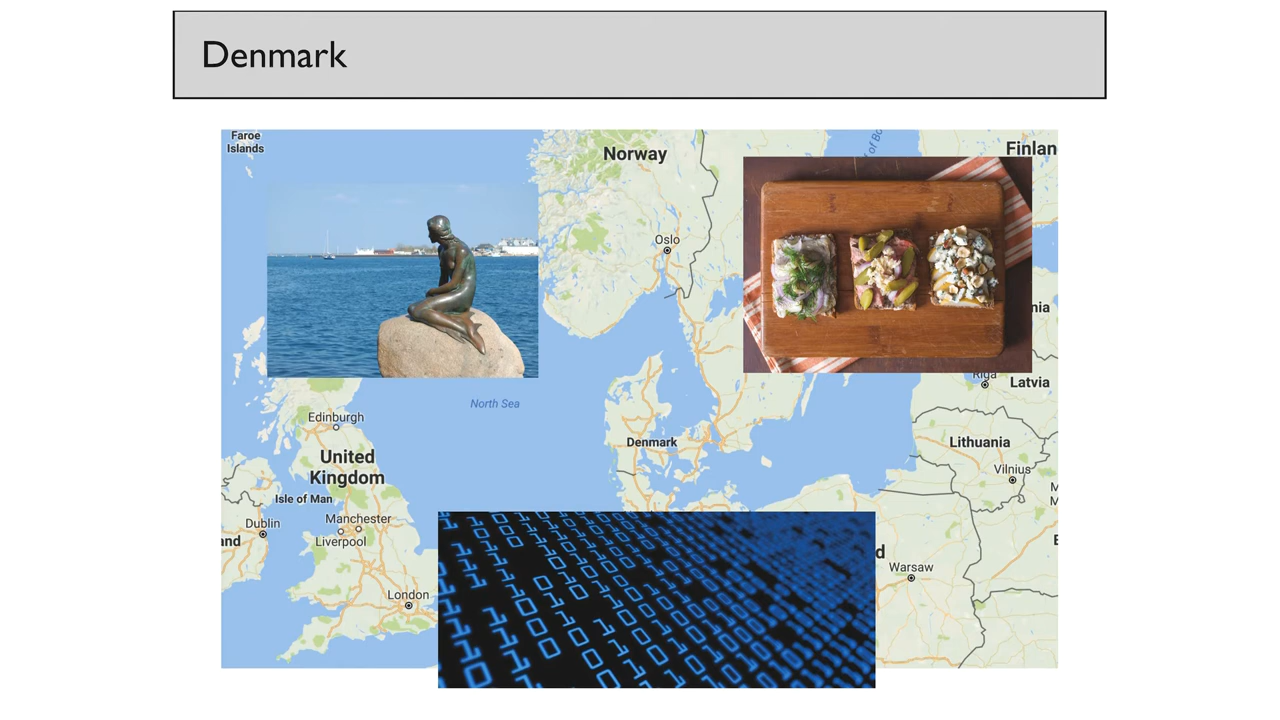 Denmark
Faroe
Islands
Norway
Finlan
Oslo
nia
Riga
Latvia
North Sea
Edinburgh
Denmark
Lithuania
United
Kingdom
Vilnius
Isle of Man
M
M
Dublin
Manchester
and
Liverpool
E
d
Warsaw
London